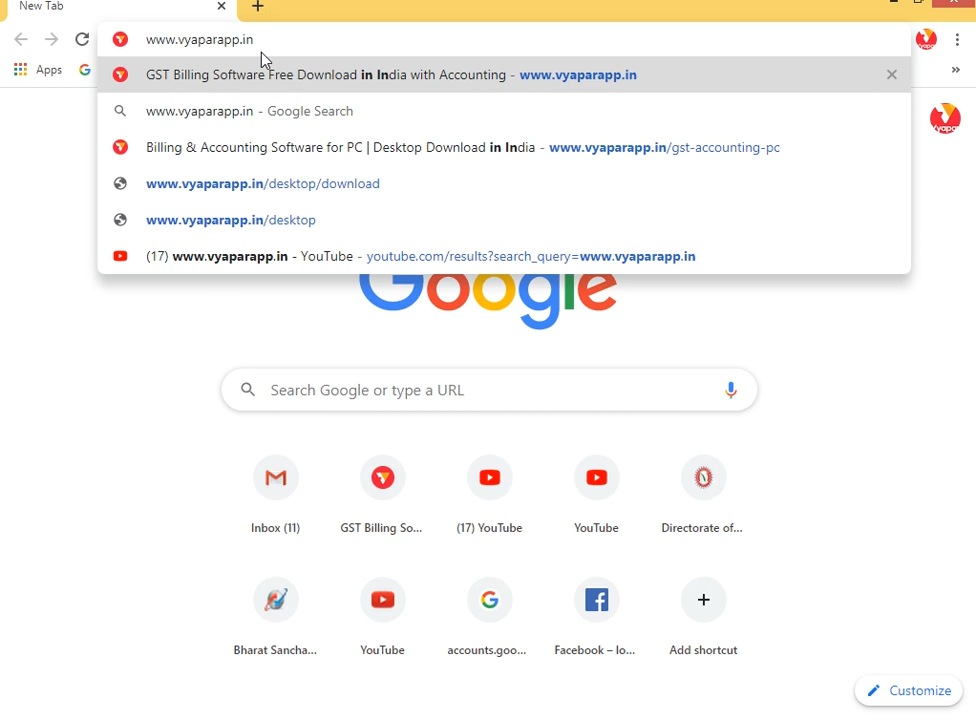 New Tab
www.vyaparapp.in
Apps
GST Billing Software Free Download in India with Accounting - www.vyaparapp.in
www.vyaparapp.in - Google Search
Billing & Accounting Software for PC | Desktop Download in India - www.vyaparapp.in/gst-accounting-pc
www.vyaparapp.in/desktop/download
www.vyaparapp.in/desktop
(17) www.vyaparapp.in - YouTube - youtube.com/results?search_query=www.vyaparapp.in
Google
Search Google or type a URL
Inbox (11)
GST Billing So...
(17) YouTube
YouTube
Directorate of...
Bharat Sancha...
YouTube
accounts.goo...
Facebook – lo...
Add shortcut
Customize